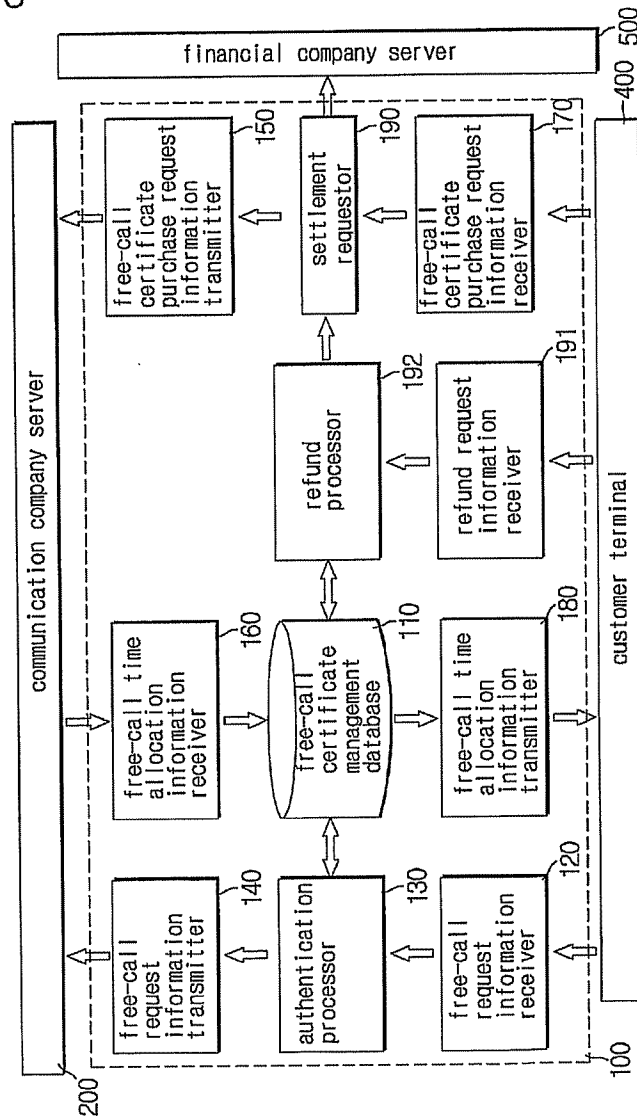 200
communication company server
free-call
request
information
transmitter
140
free-call time
allocation
information
receiver
160
free-call
certificate
purchase request
information
transmitter
150
authentication
processor
130
free-call
certificate
management
database
110
refund
processor
192
settlement
requestor
190
free-call
request
information
receiver
120
free-call time
allocation
information
transmitter
180
refund request
information
receiver
191
free-call
certificate
purchase request
information
receiver
170
financial company server
500
100
customer terminal
400